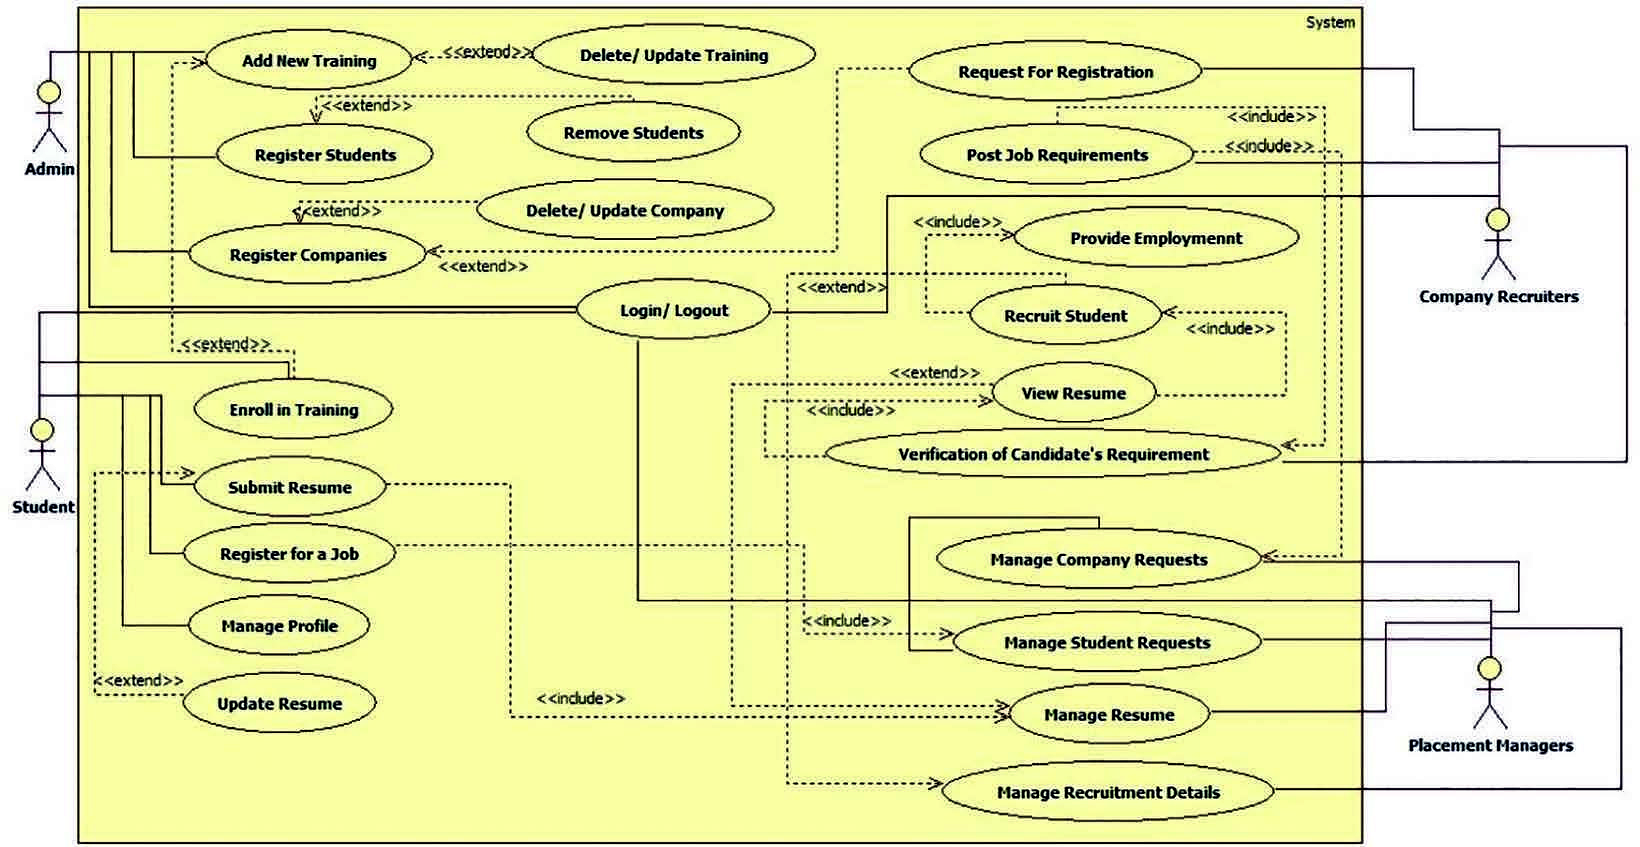 System
Add New Training
<<extend>>
Delete/ Update Training
Request For Registration
<<extend>>
Remove Students
<<include>>
Admin
Register Students
Post Job Requirements
<<include>>
Delete/ Update Company
<<extend>>
<<include>>
Provide Employmennt
Register Companies
<<extend>>
<<extend>>
Company Recruiters
Login/ Logout
Recruit Student
<<include>>
<<extend>>
<<extend>>
View Resume
Enroll in Training
<<include>>
Verification of Candidate's Requirement
Submit Resume
Student
Register for a Job
Manage Company Requests
Manage Profile
<<include>>
Manage Student Requests
<<extend>>
Update Resume
<<include>>
Manage Resume
Placement Managers
Manage Recruitment Details